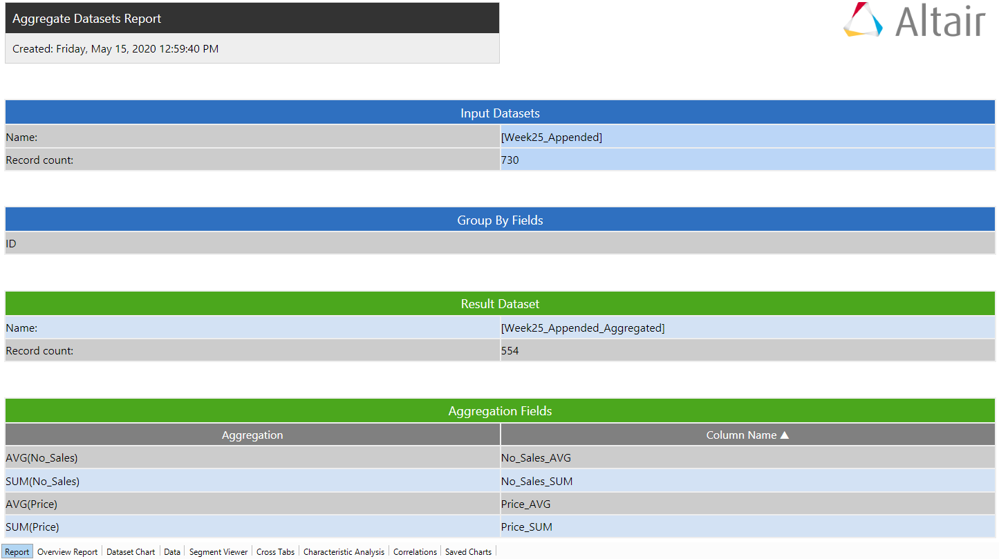 Aggregate Datasets Report
Altair
Created: Friday, May 15, 2020 12:59:40 PM
Input Datasets
Name: [Week25_Appended]
Record count: 730
Group By Fields
ID
Result Dataset
Name: [Week25_Appended_Aggregated]
Record count: 554
Aggregation Fields
Aggregation Column Name ▲
AVG(No_Sales) No_Sales_AVG
SUM(No_Sales) No_Sales_SUM
AVG(Price) Price_AVG
SUM(Price) Price_SUM
Report Overview Report Dataset Chart Data Segment Viewer Cross Tabs Characteristic Analysis Correlations Saved Charts